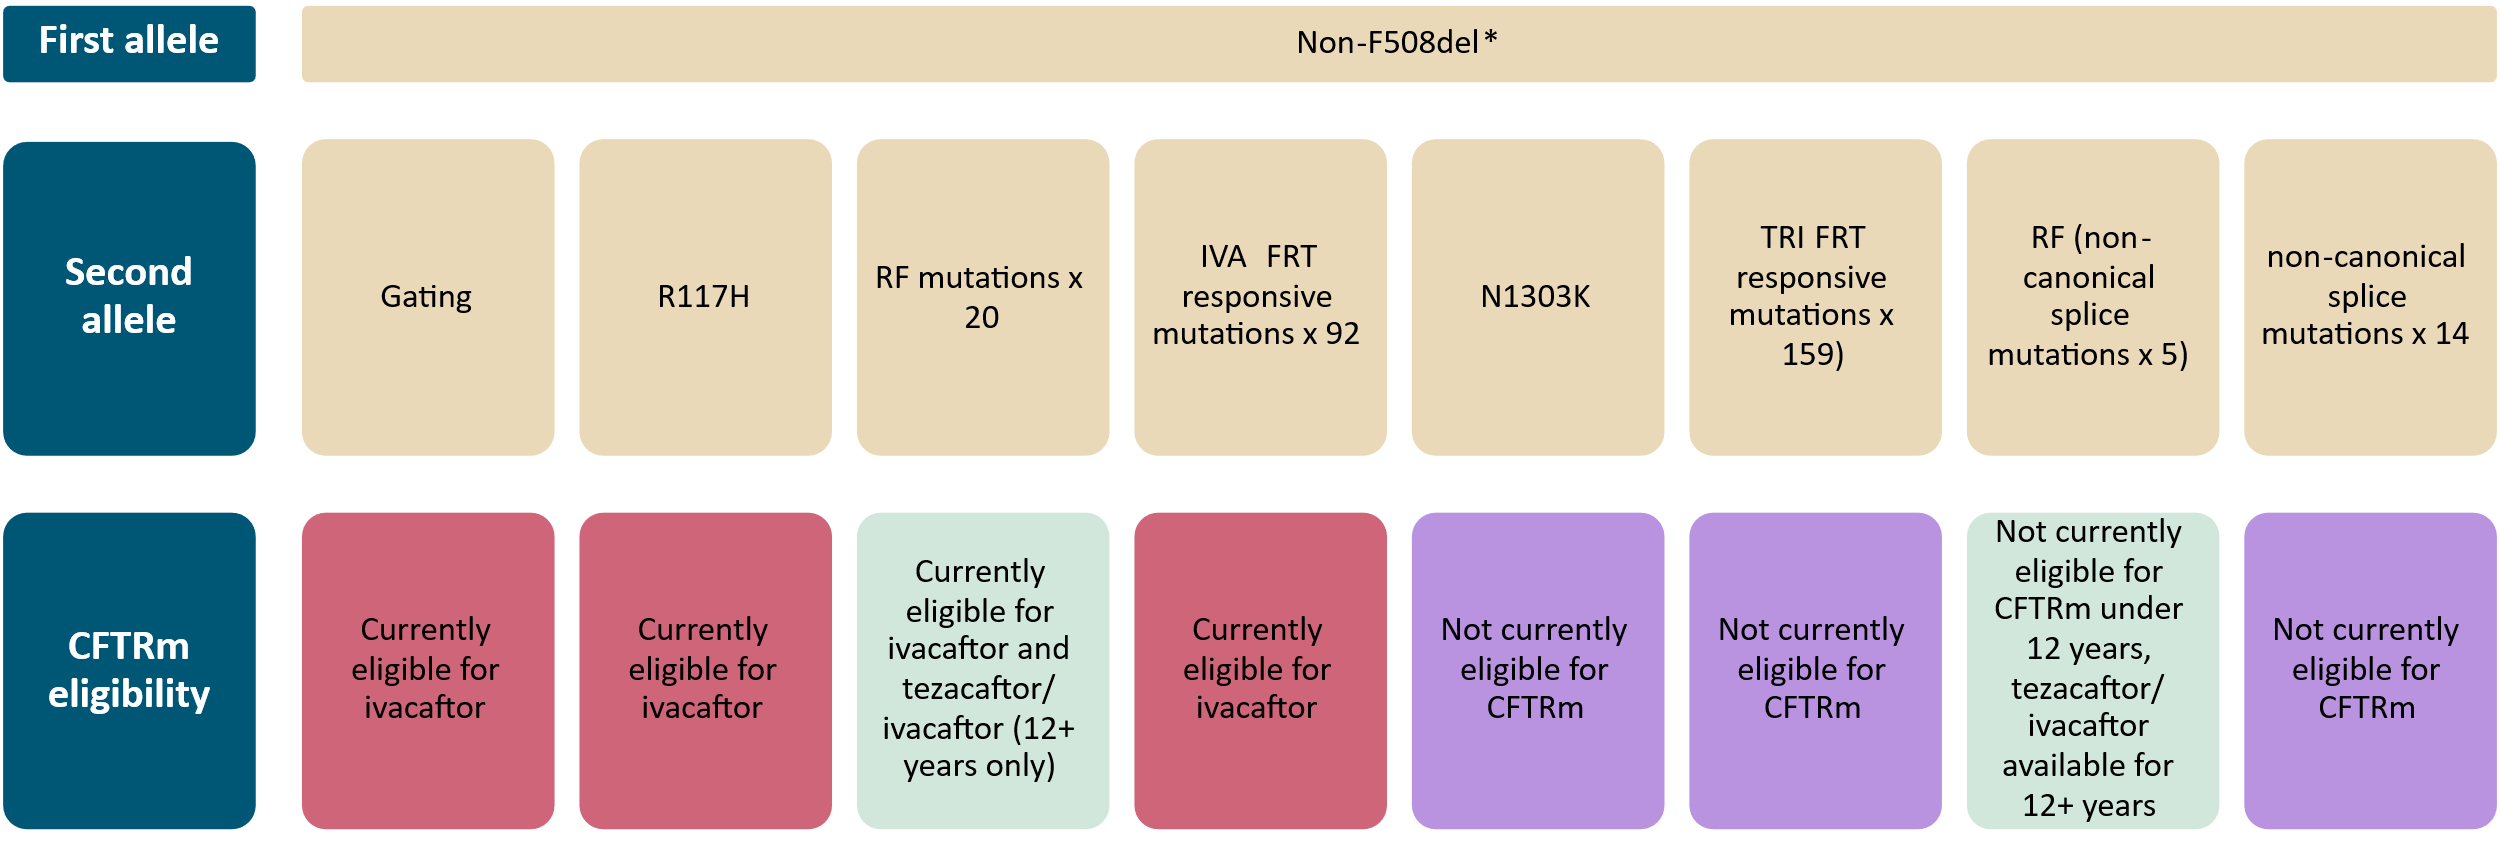 First allele
Non-F508del*
Second
allele
Gating
R117H
RF mutations x
20
IVA FRT
responsive
mutations x 92
N1303K
TRI FRT
responsive
mutations x
159)
RF (non-
canonical
splice
mutations x 5)
non-canonical
splice
mutations x 14
CFTRm
eligibility
Currently
eligible for
ivacaftor
Currently
eligible for
ivacaftor
Currently
eligible for
ivacaftor and
tezacaftor/
ivacaftor (12+
years only)
Currently
eligible for
ivacaftor
Not currently
eligible for
CFTRm
Not currently
eligible for
CFTRm
Not currently
eligible for
CFTRm under
12 years,
tezacaftor/
ivacaftor
available for
12+ years
Not currently
eligible for
CFTRm